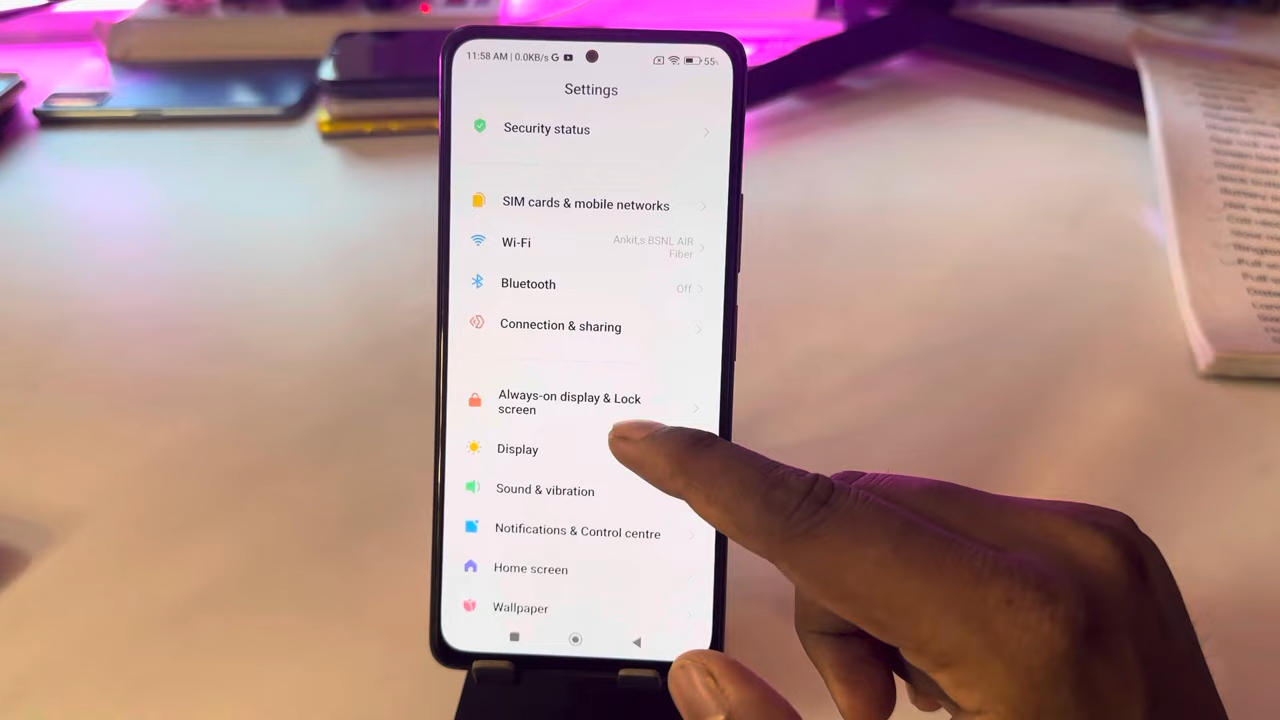 11:58 AM | 0.0KB/s G
55%
Settings
Security status
SIM cards & mobile networks
Wi-Fi
Ankit,s BSNL AIR
Fiber
Bluetooth
Off
Connection & sharing
Always-on display & Lock
screen
Display
Sound & vibration
Notifications & Control centre
Home screen
Wallpaper